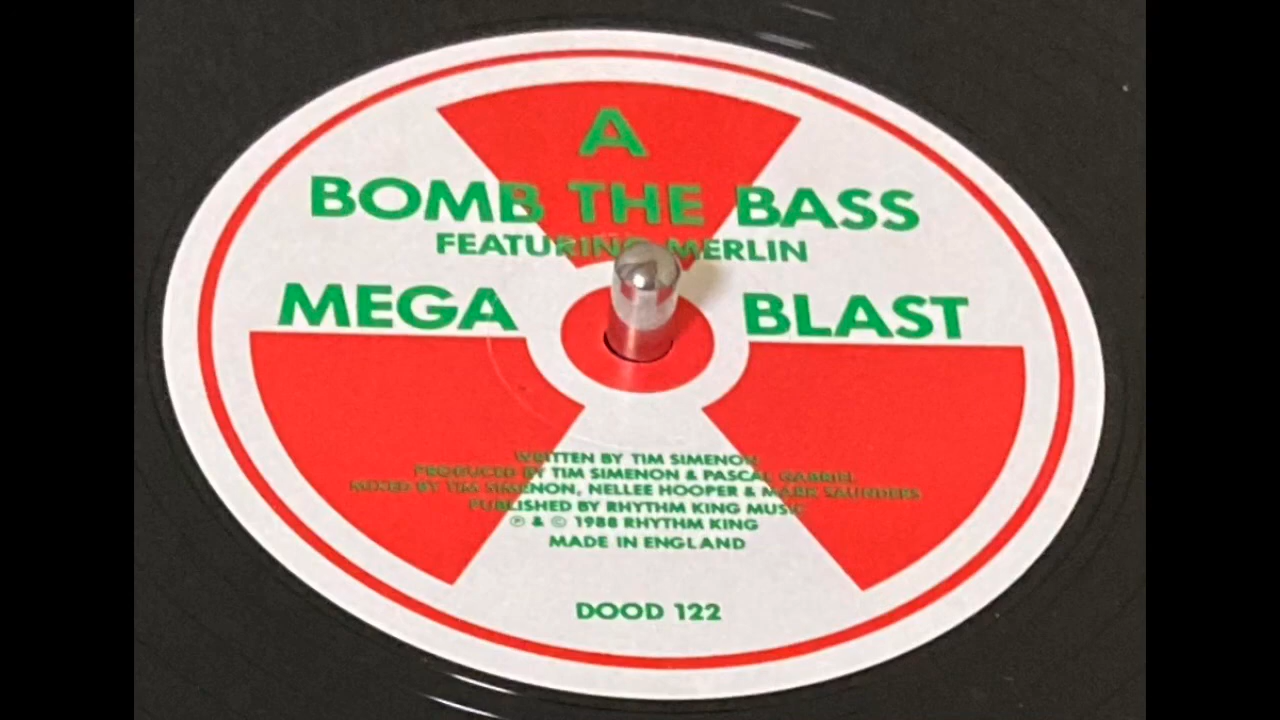 A
BOMB THE BASS
FEATURING MERLIN
MEGA BLAST
WRITTEN BY TIM SIMENON
PRODUCED BY TIM SIMENON & PASCAL GABRIEL
MIXED BY TIM SIMENON, NELLEE HOOPER & MARK SAUNDERS
PUBLISHED BY RHYTHM KING MUSIC
℗ & © 1988 RHYTHM KING
MADE IN ENGLAND
DOOD 122